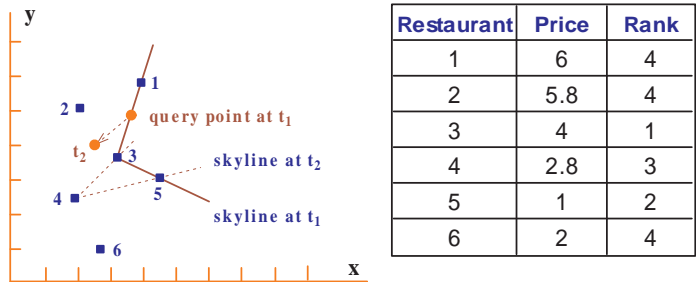 y
1
2
query point at t1
t2
3
skyline at t2
4
5
skyline at t1
6
x
Restaurant Price Rank
1 6 4
2 5.8 4
3 4 1
4 2.8 3
5 1 2
6 2 4